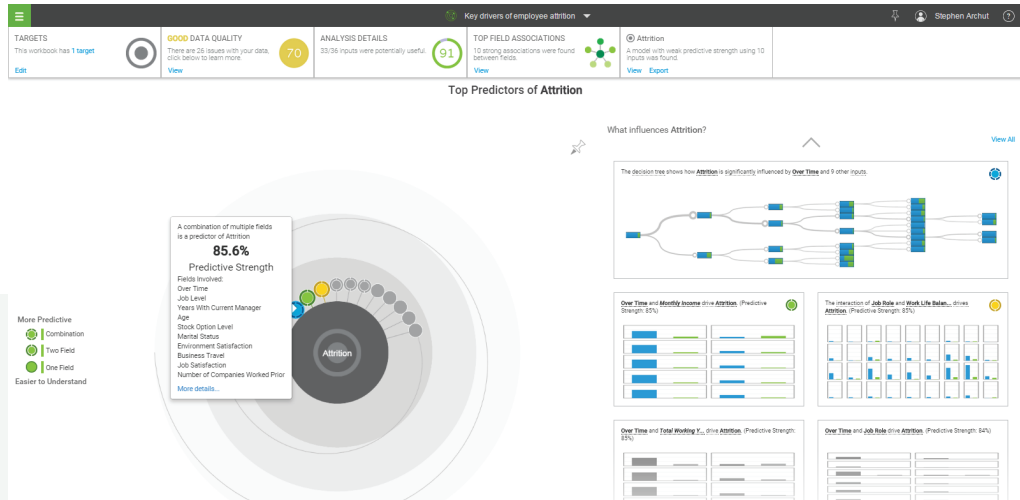 Key drivers of employee attrition
Stephen Archut
TARGETS
This workbook has 1 target
Edit
GOOD DATA QUALITY
There are 26 issues with your data,
click below to learn more.
View
70
ANALYSIS DETAILS
33/36 inputs were potentially useful.
91
TOP FIELD ASSOCIATIONS
10 strong associations were found
between fields.
View
Attrition
A model with weak predictive strength using 10
inputs was found.
View Export
Top Predictors of Attrition
A combination of multiple fields
is a predictor of Attrition
85.6%
Predictive Strength
Fields Involved:
Over Time
Job Level
Years With Current Manager
Age
Stock Option Level
Marital Status
Environment Satisfaction
Business Travel
Job Satisfaction
Number of Companies Worked Prior
More details...
Attrition
More Predictive
Combination
Two Field
One Field
Easier to Understand
What influences Attrition?
View All
The decision tree shows how Attrition is significantly influenced by Over Time and 9 other inputs.
Over Time and Monthly Income drive Attrition. (Predictive
Strength: 85%)
The interaction of Job Role and Work Life Balan... drives
Attrition. (Predictive Strength: 85%)
Over Time and Total Working Y... drive Attrition. (Predictive Strength:
85%)
Over Time and Job Role drive Attrition. (Predictive Strength: 84%)